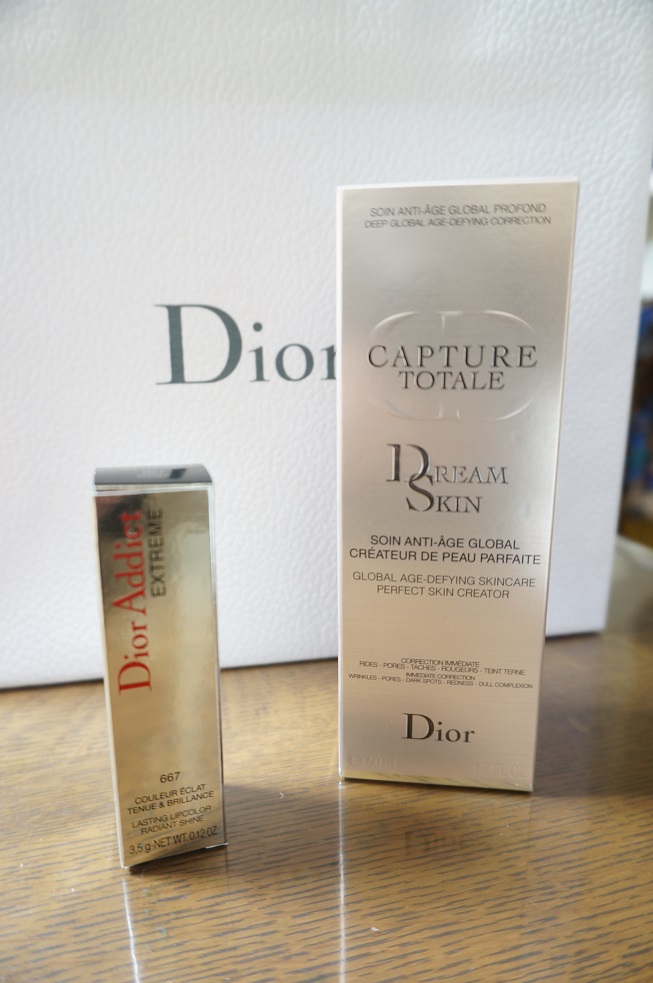 Dior
SOIN ANTI-ÂGE GLOBAL PROFOND
DEEP GLOBAL AGE-DEFYING CORRECTION
CAPTURE
TOTALE
DREAM
SKIN
SOIN ANTI-ÂGE GLOBAL
CRÉATEUR DE PEAU PARFAITE
GLOBAL AGE-DEFYING SKINCARE
PERFECT SKIN CREATOR
CORRECTION IMMÉDIATE
RIDES - PORES - TACHES - ROUGEURS - TEINT TERNE
IMMEDIATE CORRECTION
WRINKLES - PORES - DARK SPOTS - REDNESS - DULL COMPLEXION
Dior
Dior Addict
EXTREME
667
COULEUR ÉCLAT
TENUE & BRILLANCE
LASTING LIPCOLOR
RADIANT SHINE
3,5 g-NET WT. 0.12 OZ